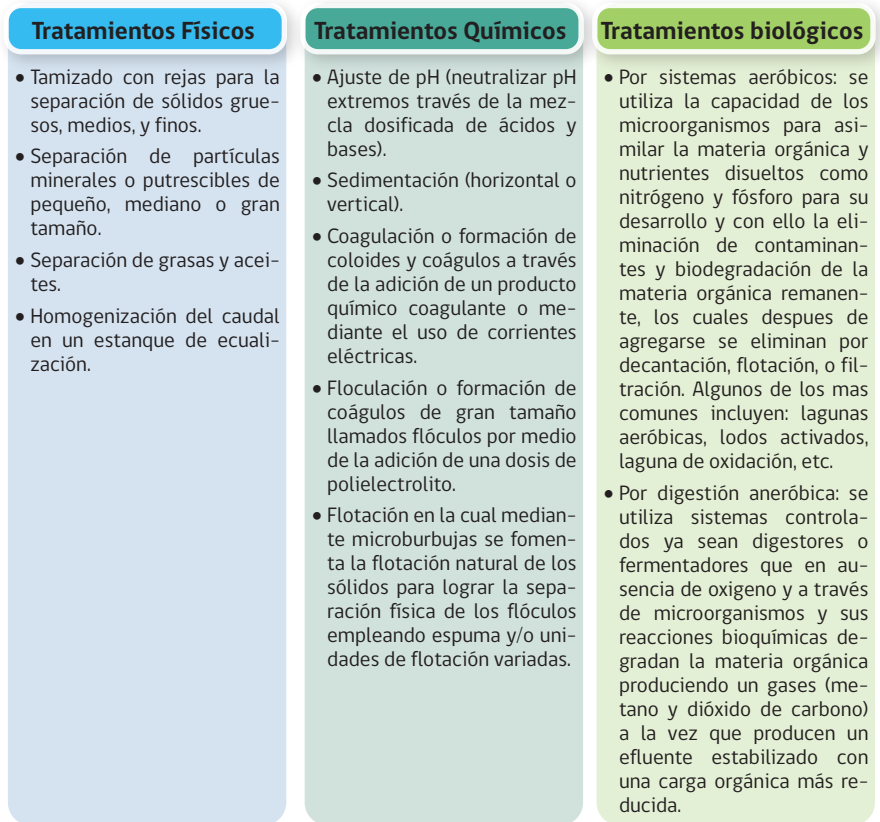 Tratamientos Físicos
• Tamizado con rejas para la
separación de sólidos grue-
sos, medios, y finos.
• Separación de partículas
minerales o putrescibles de
pequeño, mediano o gran
tamaño.
• Separación de grasas y acei-
tes.
• Homogenización del caudal
en un estanque de ecuali-
zación.
Tratamientos Químicos
• Ajuste de pH (neutralizar pH
extremos través de la mez-
cla dosificada de ácidos y
bases).
• Sedimentación (horizontal o
vertical).
• Coagulación o formación de
coloides y coágulos a través
de la adición de un producto
químico coagulante o me-
diante el uso de corrientes
eléctricas.
• Floculación o formación de
coágulos de gran tamaño
llamados flóculos por medio
de la adición de una dosis de
polielectrolito.
• Flotación en la cual median-
te microburbujas se fomen-
ta la flotación natural de los
sólidos para lograr la sepa-
ración física de los flóculos
empleando espuma y/o uni-
dades de flotación variadas.
Tratamientos biológicos
• Por sistemas aeróbicos: se
utiliza la capacidad de los
microorganismos para asi-
milar la materia orgánica y
nutrientes disueltos como
nitrógeno y fósforo para su
desarrollo y con ello la eli-
minación de contaminan-
tes y biodegradación de la
materia orgánica remanen-
te, los cuales despues de
agregarse se eliminan por
decantación, flotación, o fil-
tración. Algunos de los mas
comunes incluyen: lagunas
aeróbicas, lodos activados,
laguna de oxidación, etc.
• Por digestión aneróbica: se
utiliza sistemas controla-
dos ya sean digestores o
fermentadores que en au-
sencia de oxigeno y a través
de microorganismos y sus
reacciones bioquímicas de-
gradan la materia orgánica
produciendo un gases (me-
tano y dióxido de carbono)
a la vez que producen un
efluente estabilizado con
una carga orgánica más re-
ducida.